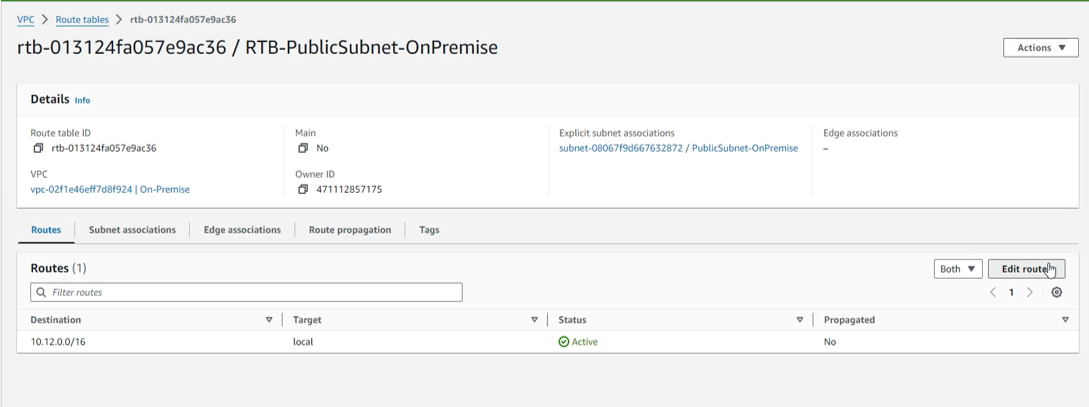 VPC > Route tables > rtb-013124fa057e9ac36
rtb-013124fa057e9ac36 / RTB-PublicSubnet-OnPremise
Actions ▼
Details Info
Route table ID
rtb-013124fa057e9ac36
Main
No
Explicit subnet associations
subnet-08067f9d667632872 / PublicSubnet-OnPremise
Edge associations
–
VPC
vpc-02f1e46eff7d8f924 | On-Premise
Owner ID
471112857175
Routes Subnet associations Edge associations Route propagation Tags
Routes (1)
Both ▼ Edit route
Filter routes
< 1 >
Destination Target Status Propagated
10.12.0.0/16 local Active No